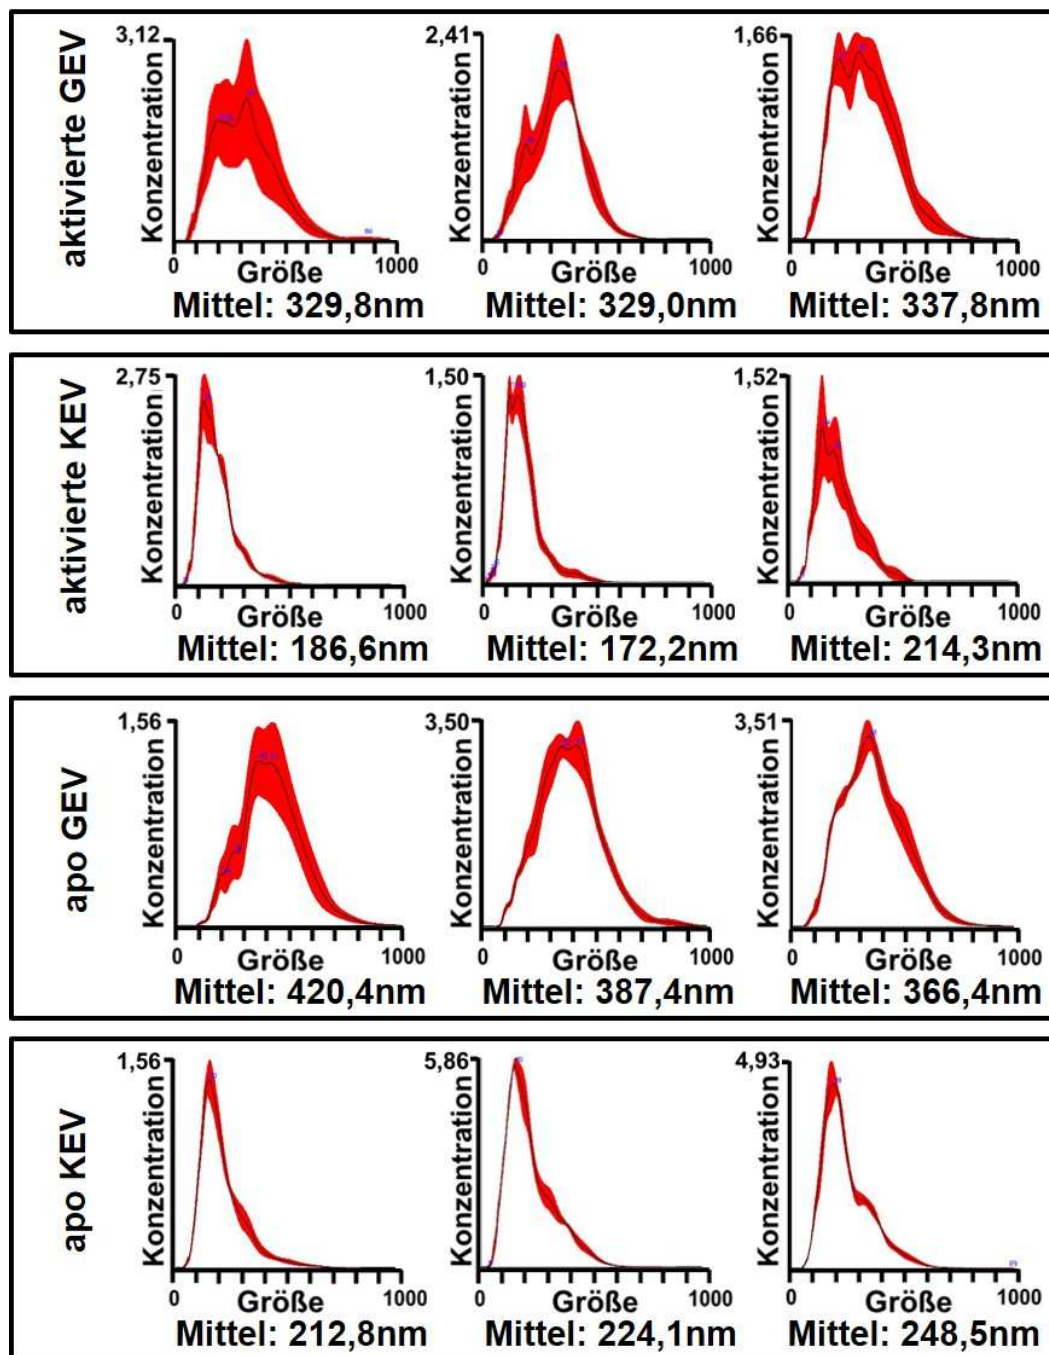 aktivierte GEV
3,12
Konzentration
0
1000
Größe
Mittel: 329,8nm
2,41
Konzentration
0
1000
Größe
Mittel: 329,0nm
1,66
Konzentration
0
1000
Größe
Mittel: 337,8nm
aktivierte KEV
2,75
Konzentration
0
1000
Größe
Mittel: 186,6nm
1,50
Konzentration
0
1000
Größe
Mittel: 172,2nm
1,52
Konzentration
0
1000
Größe
Mittel: 214,3nm
apo GEV
1,56
Konzentration
0
1000
Größe
Mittel: 420,4nm
3,50
Konzentration
0
1000
Größe
Mittel: 387,4nm
3,51
Konzentration
0
1000
Größe
Mittel: 366,4nm
apo KEV
1,56
Konzentration
0
1000
Größe
Mittel: 212,8nm
5,86
Konzentration
0
1000
Größe
Mittel: 224,1nm
4,93
Konzentration
0
1000
Größe
Mittel: 248,5nm